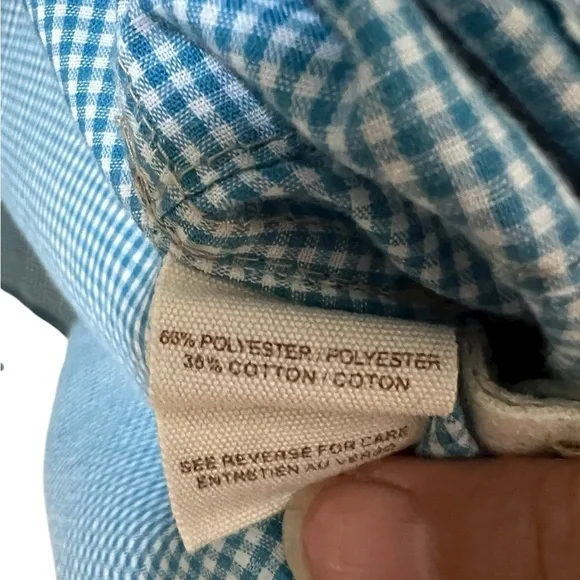 65% POLYESTER / POLYESTER
35% COTTON / COTON
SEE REVERSE FOR CARE
ENTRETIEN AU VERSO